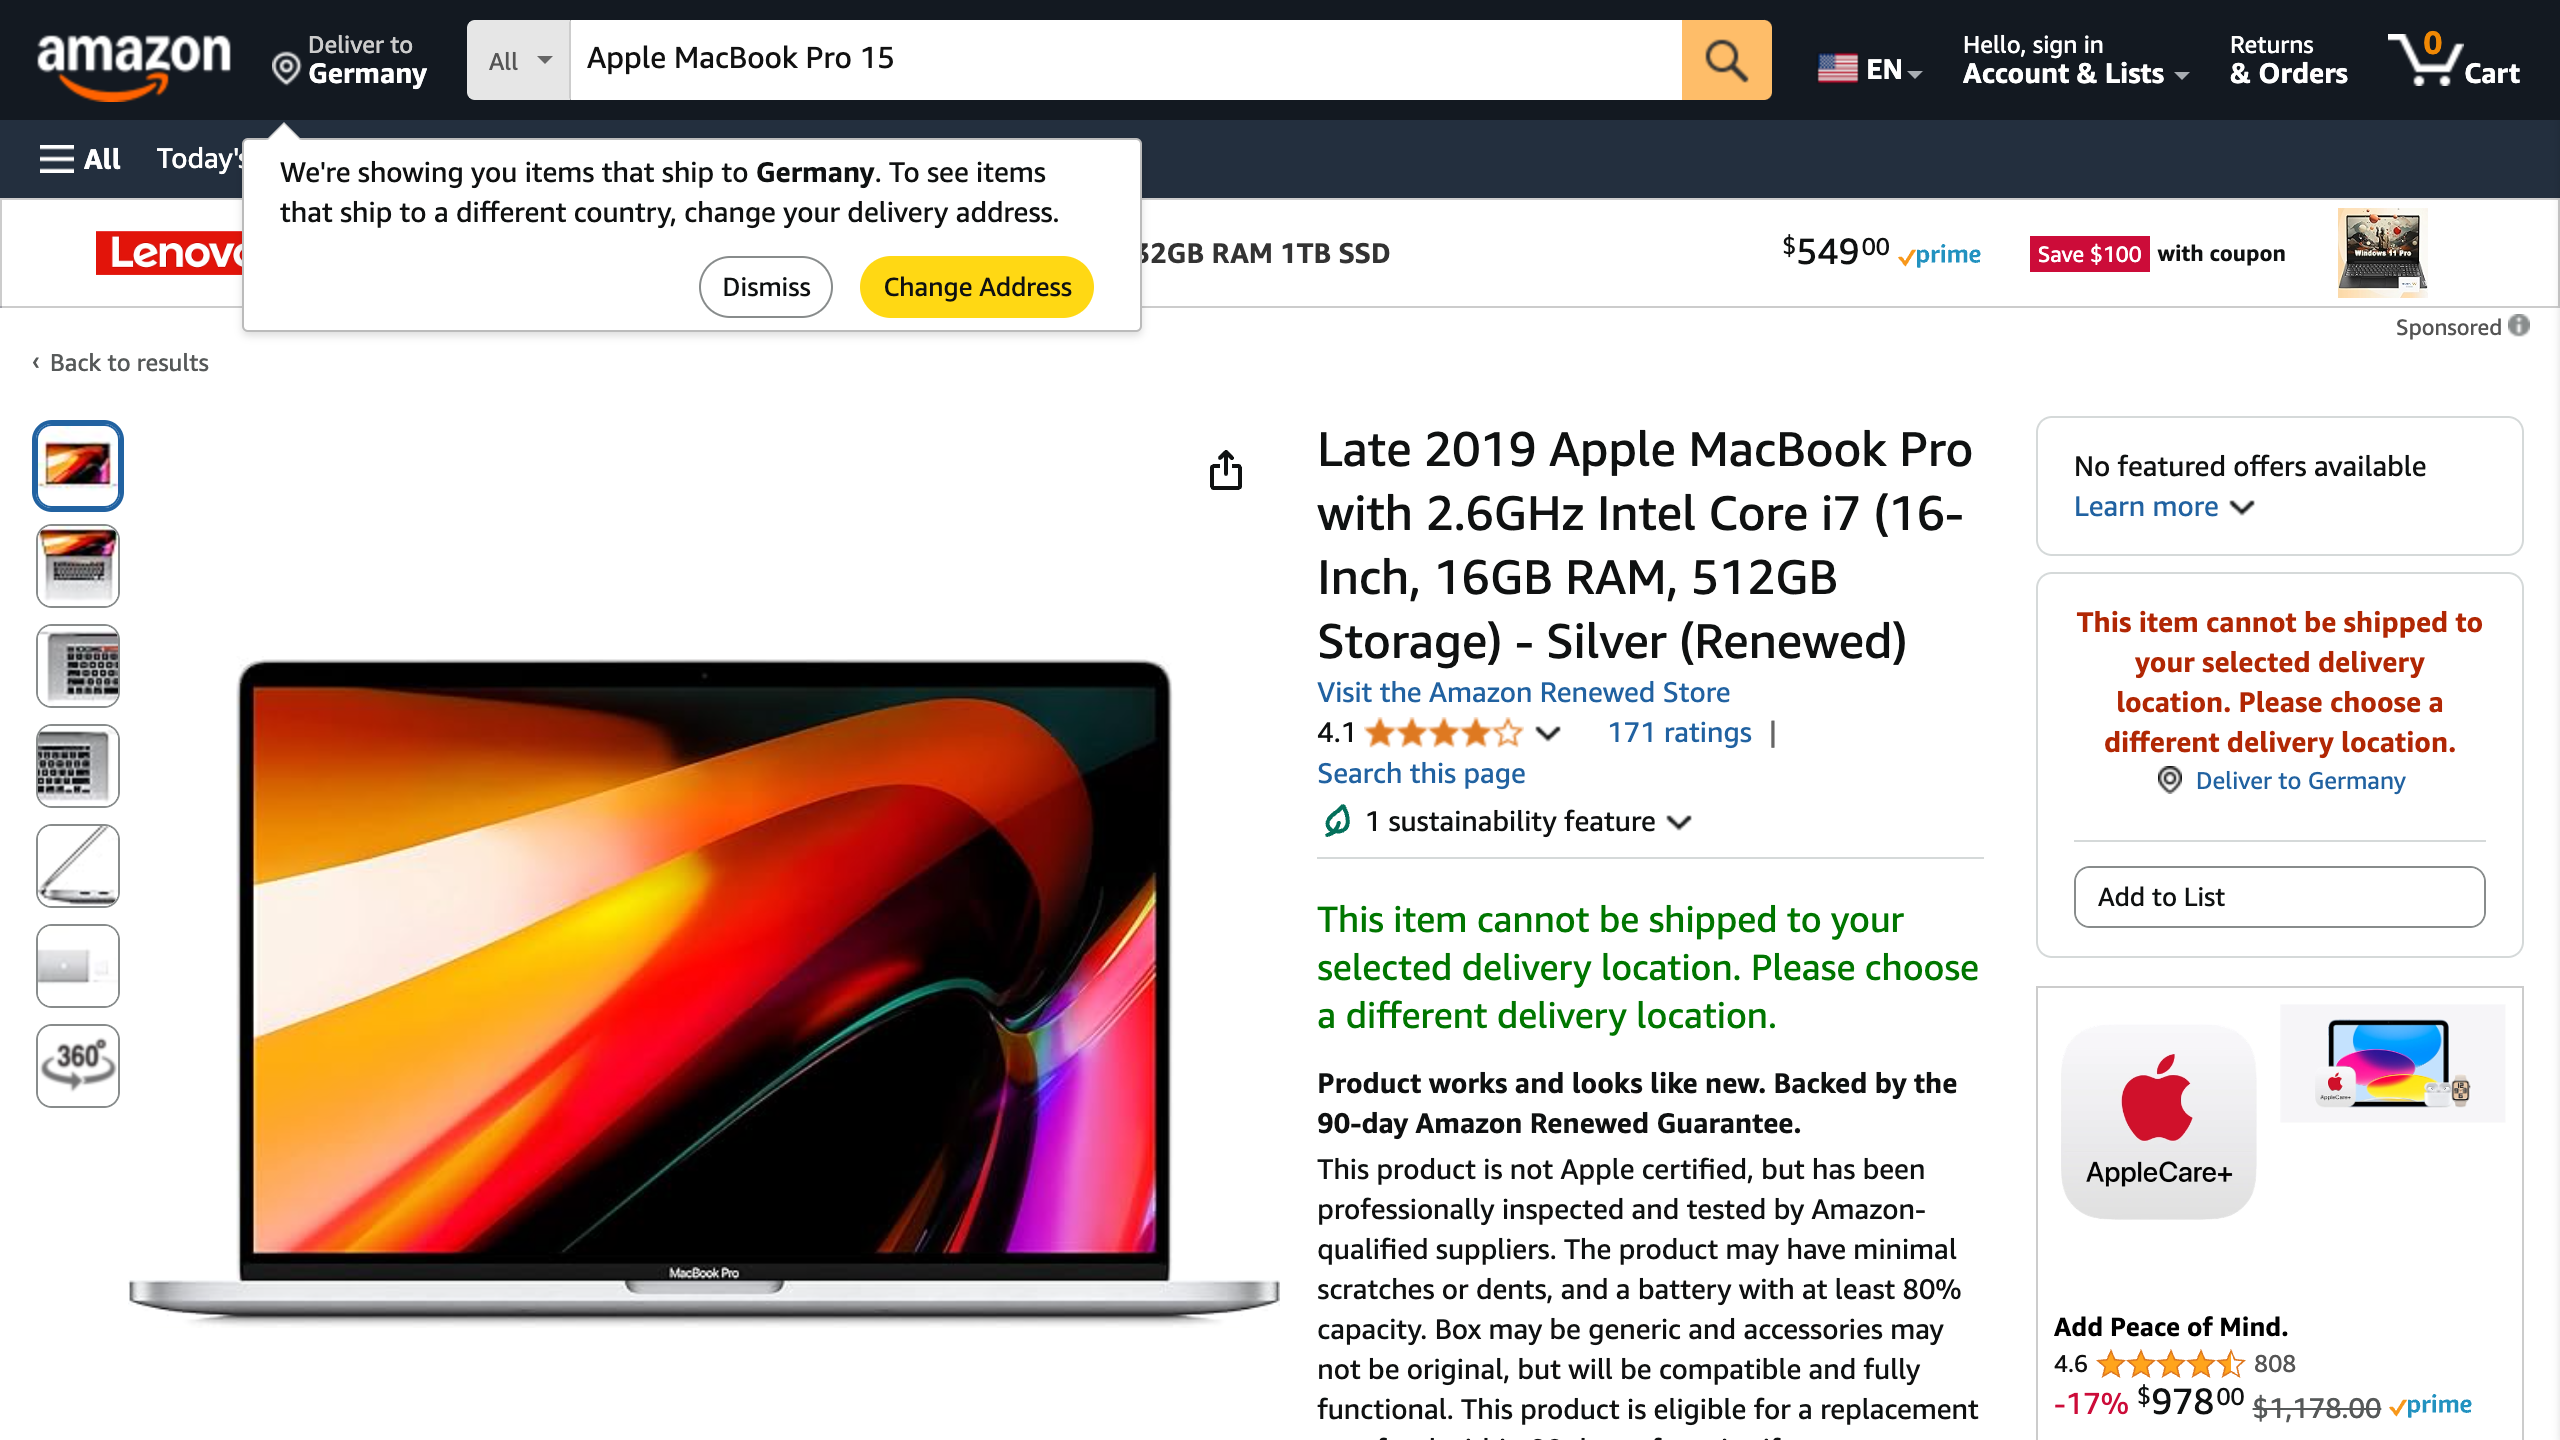 amazon
Deliver to
Germany
All
Apple MacBook Pro 15
EN
Hello, sign in
Account & Lists
Returns
& Orders
0
Cart
All
Today's
We're showing you items that ship to Germany. To see items
that ship to a different country, change your delivery address.
Dismiss
Change Address
32GB RAM 1TB SSD
$549.00 prime
Save $100 with coupon
Windows 11 Pro
Sponsored
‹ Back to results
360°
MacBook Pro
Late 2019 Apple MacBook Pro
with 2.6GHz Intel Core i7 (16-
Inch, 16GB RAM, 512GB
Storage) - Silver (Renewed)
Visit the Amazon Renewed Store
4.1
171 ratings |
Search this page
1 sustainability feature
This item cannot be shipped to your
selected delivery location. Please choose
a different delivery location.
Product works and looks like new. Backed by the
90-day Amazon Renewed Guarantee.
This product is not Apple certified, but has been
professionally inspected and tested by Amazon-
qualified suppliers. The product may have minimal
scratches or dents, and a battery with at least 80%
capacity. Box may be generic and accessories may
not be original, but will be compatible and fully
functional. This product is eligible for a replacement
No featured offers available
Learn more
This item cannot be shipped to
your selected delivery
location. Please choose a
different delivery location.
Deliver to Germany
Add to List
AppleCare+
AppleCare+
Add Peace of Mind.
4.6
808
-17% $978.00 $1,178.00 prime